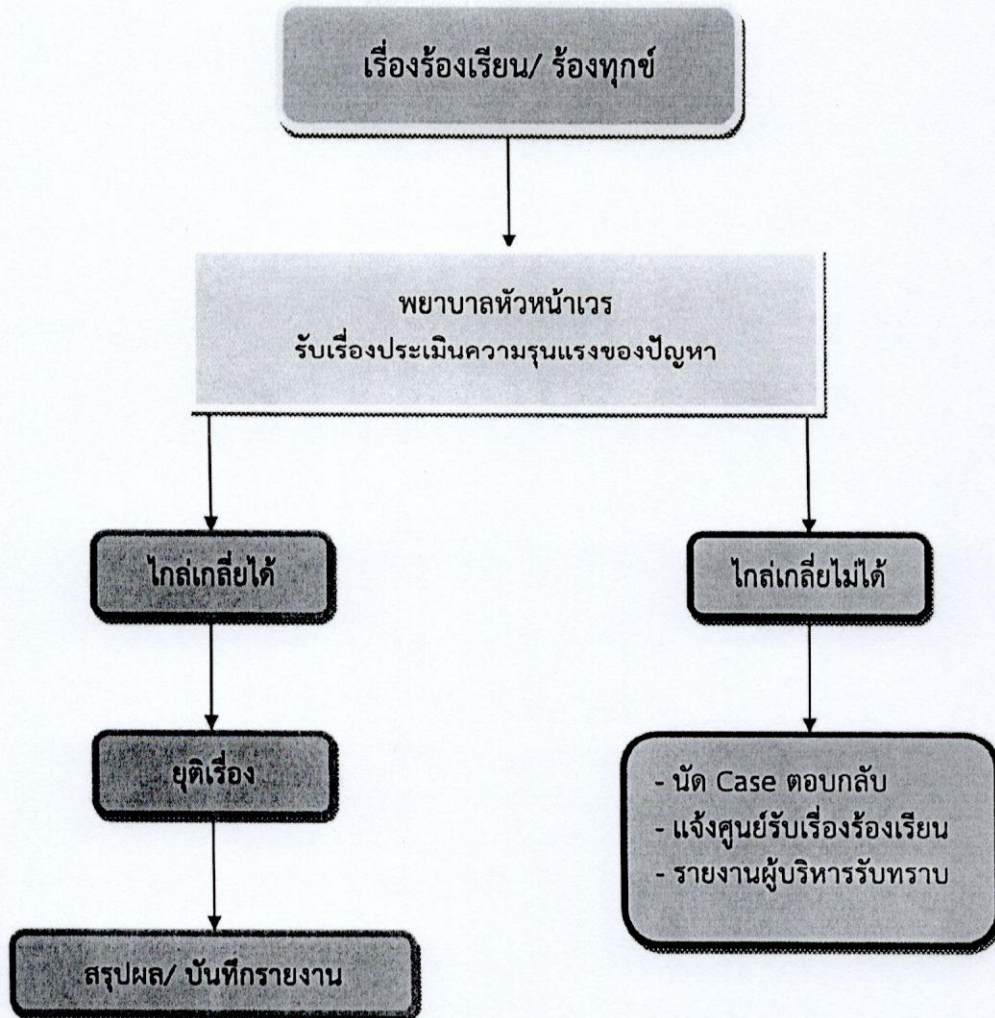 เรื่องร้องเรียน/ ร้องทุกข์
พยาบาลหัวหน้าเวร
รับเรื่องประเมินความรุนแรงของปัญหา
ไกล่เกลี่ยได้
ไกล่เกลี่ยไม่ได้
ยุติเรื่อง
- นัด Case ตอบกลับ
- แจ้งศูนย์รับเรื่องร้องเรียน
- รายงานผู้บริหารรับทราบ
สรุปผล/ บันทึกรายงาน